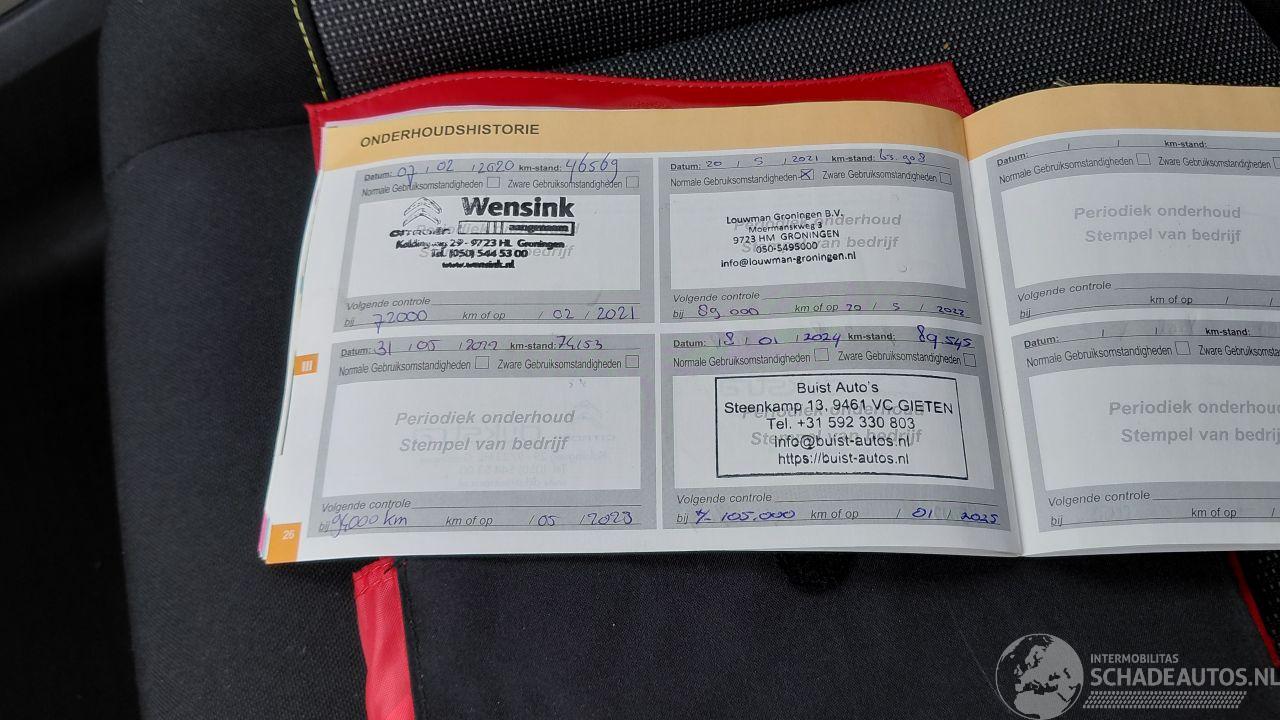 ONDERHOUDSHISTORIE
Datum: 07 / 02 / 2020 km-stand: 46569
Normale Gebruiksomstandigheden Zware Gebruiksomstandigheden
Wensink
CITROËN aangenaam
29 - 9723 HL Groningen
Tel. (050) 544 53 00
www.wensink.nl
Volgende controle
bij 72000 km of op / 02 / 2021
Datum: 20 / 5 / 2021 km-stand: 65.908
Normale Gebruiksomstandigheden X Zware Gebruiksomstandigheden
Periodiek onderhoud
Stempel van bedrijf
Louwman Groningen B.V.
Moermanskweg 3
9723 HM GRONINGEN
050-5495000
info@louwman-groningen.nl
Volgende controle
bij 89.000 km of op 20 / 5 / 2022
Datum: / / km-stand:
Normale Gebruiksomstandigheden Zware
Periodiek onderhoud
Stempel van bedrijf
Volgende controle
bij km of op / /
III
Datum: 31 / 05 / 2022 km-stand: 74153
Normale Gebruiksomstandigheden Zware Gebruiksomstandigheden
Periodiek onderhoud
Stempel van bedrijf
Volgende controle
bij 94000 km km of op / 05 / 2023
Datum: 18 / 01 / 2024 km-stand: 89.545
Normale Gebruiksomstandigheden Zware Gebruiksomstandigheden
Buist Auto's
Steenkamp 13, 9461 VC GIETEN
Tel. +31 592 330 803
info@buist-autos.nl
https://buist-autos.nl
Volgende controle
bij +/- 105.000 km of op / 01 / 2025
Datum: / / km-stand:
Normale Gebruiksomstandigheden Zware
Periodiek
Stempel van bedrijf
Volgende controle
bij km of op /
26
INTERMOBILITAS
SCHADEAUTOS.NL